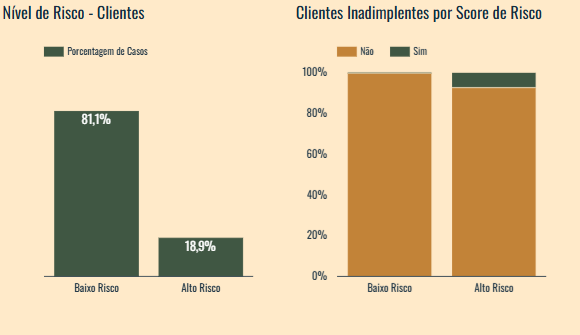 Nível de Risco - Clientes
Porcentagem de Casos
81,1%
18,9%
Baixo Risco
Alto Risco
Clientes Inadimplentes por Score de Risco
Não
Sim
100%
80%
60%
40%
20%
0%
Baixo Risco
Alto Risco